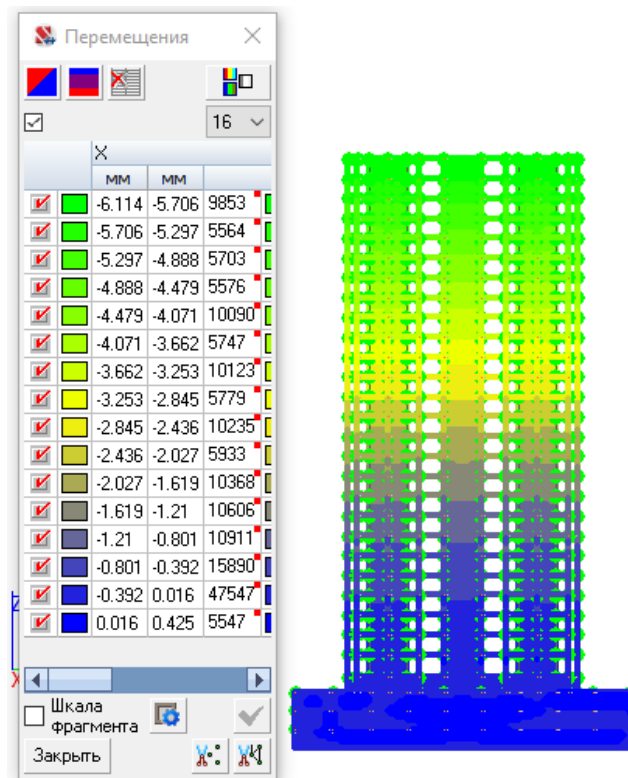 Перемещения
16
X
мм мм
-6.114 -5.706 9853
-5.706 -5.297 5564
-5.297 -4.888 5703
-4.888 -4.479 5576
-4.479 -4.071 10090
-4.071 -3.662 5747
-3.662 -3.253 10123
-3.253 -2.845 5779
-2.845 -2.436 10235
-2.436 -2.027 5933
-2.027 -1.619 10368
-1.619 -1.21 10606
-1.21 -0.801 10911
-0.801 -0.392 15890
-0.392 0.016 47547
0.016 0.425 5547
Z
X
Шкала
фрагмента
Закрыть